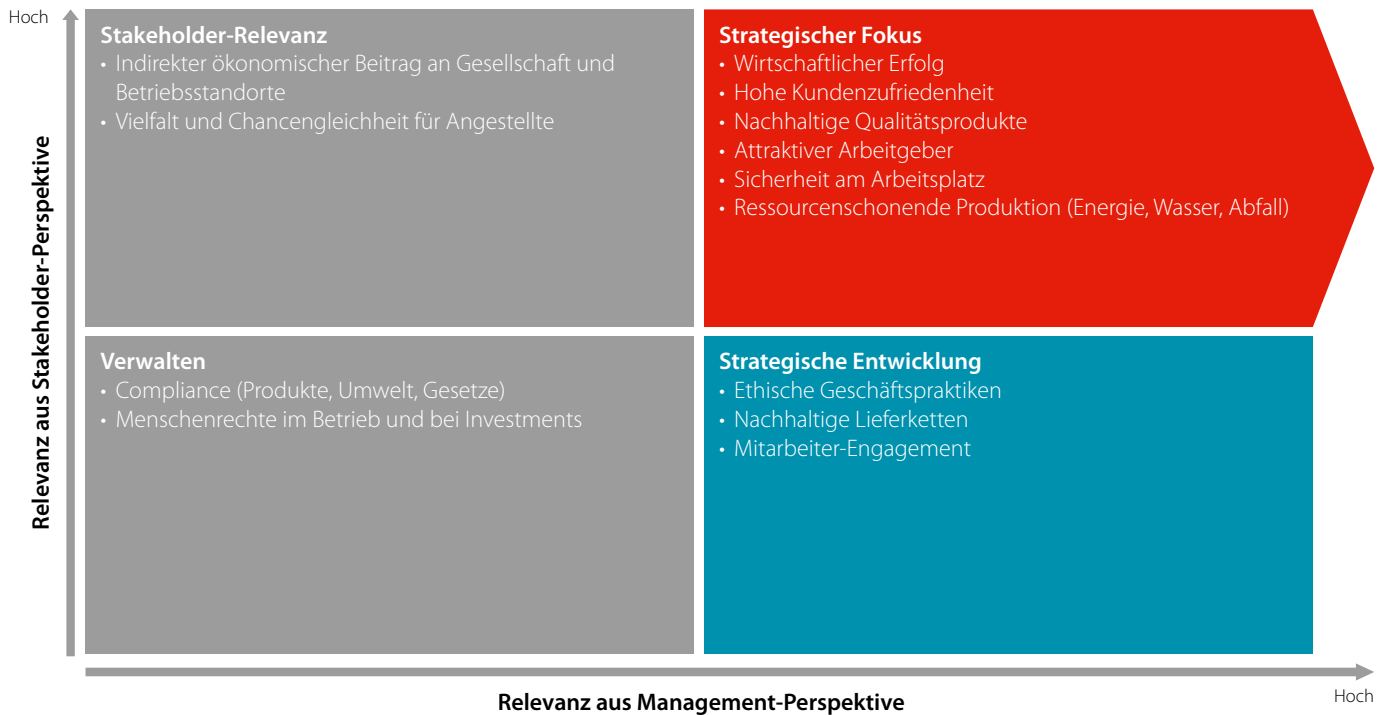 Hoch
Relevanz aus Stakeholder-Perspektive
Stakeholder-Relevanz
• Indirekter ökonomischer Beitrag an Gesellschaft und
Betriebsstandorte
• Vielfalt und Chancengleichheit für Angestellte
Strategischer Fokus
• Wirtschaftlicher Erfolg
• Hohe Kundenzufriedenheit
• Nachhaltige Qualitätsprodukte
• Attraktiver Arbeitgeber
• Sicherheit am Arbeitsplatz
• Ressourcenschonende Produktion (Energie, Wasser, Abfall)
Verwalten
• Compliance (Produkte, Umwelt, Gesetze)
• Menschenrechte im Betrieb und bei Investments
Strategische Entwicklung
• Ethische Geschäftspraktiken
• Nachhaltige Lieferketten
• Mitarbeiter-Engagement
Relevanz aus Management-Perspektive
Hoch